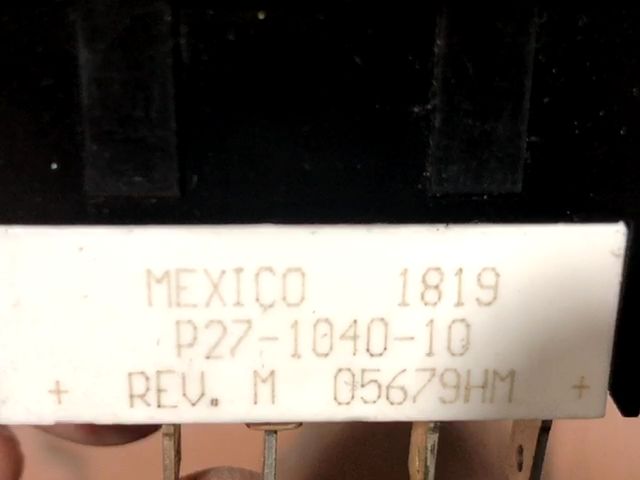 MEXICO 1819
P27-1040-10
+ REV. M 05679HM +